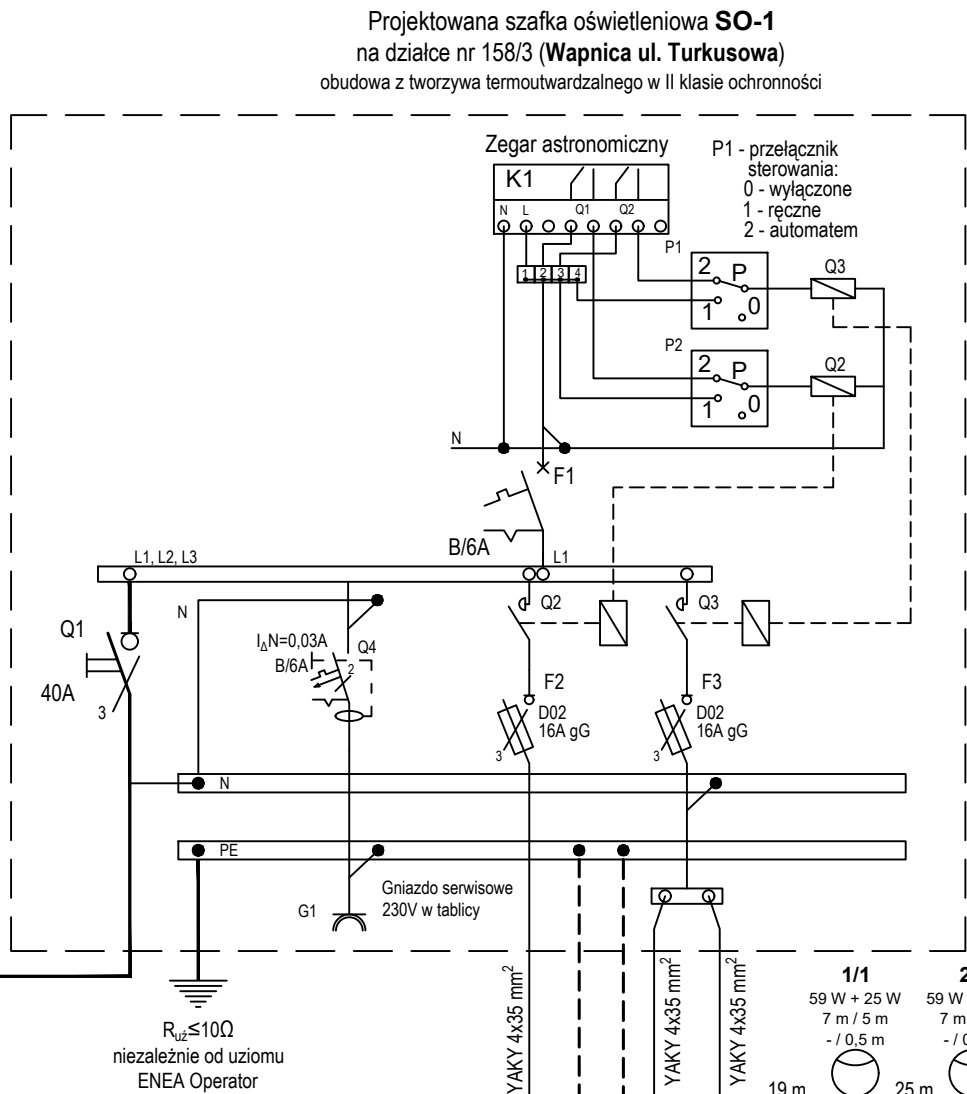 Projektowana szafka oświetleniowa SO-1
na działce nr 158/3 (Wapnica ul. Turkusowa)
obudowa z tworzywa termoutwardzalnego w II klasie ochronności
Zegar astronomiczny
K1
N L Q1 Q2
1 2 3 4
P1 - przełącznik
sterowania:
0 - wyłączone
1 - ręczne
2 - automatem
P1
2 P
1 0
Q3
P2
2 P
1 0
Q2
N
F1
B/6A
L1, L2, L3
L1
N
Q1
40A
3
IΔN=0,03A
B/6A
Q4
2
Q2
Q3
F2
D02
16A gG
3
F3
D02
16A gG
3
N
PE
Gniazdo serwisowe
230V w tablicy
G1
Ruź≤10Ω
niezależnie od uziomu
ENEA Operator
YAKY 4x35 mm²
YAKY 4x35 mm²
YAKY 4x35 mm²
1/1
59 W + 25 W
7 m / 5 m
- / 0,5 m
19 m
2
59 W
7 m
- / 0
25 m